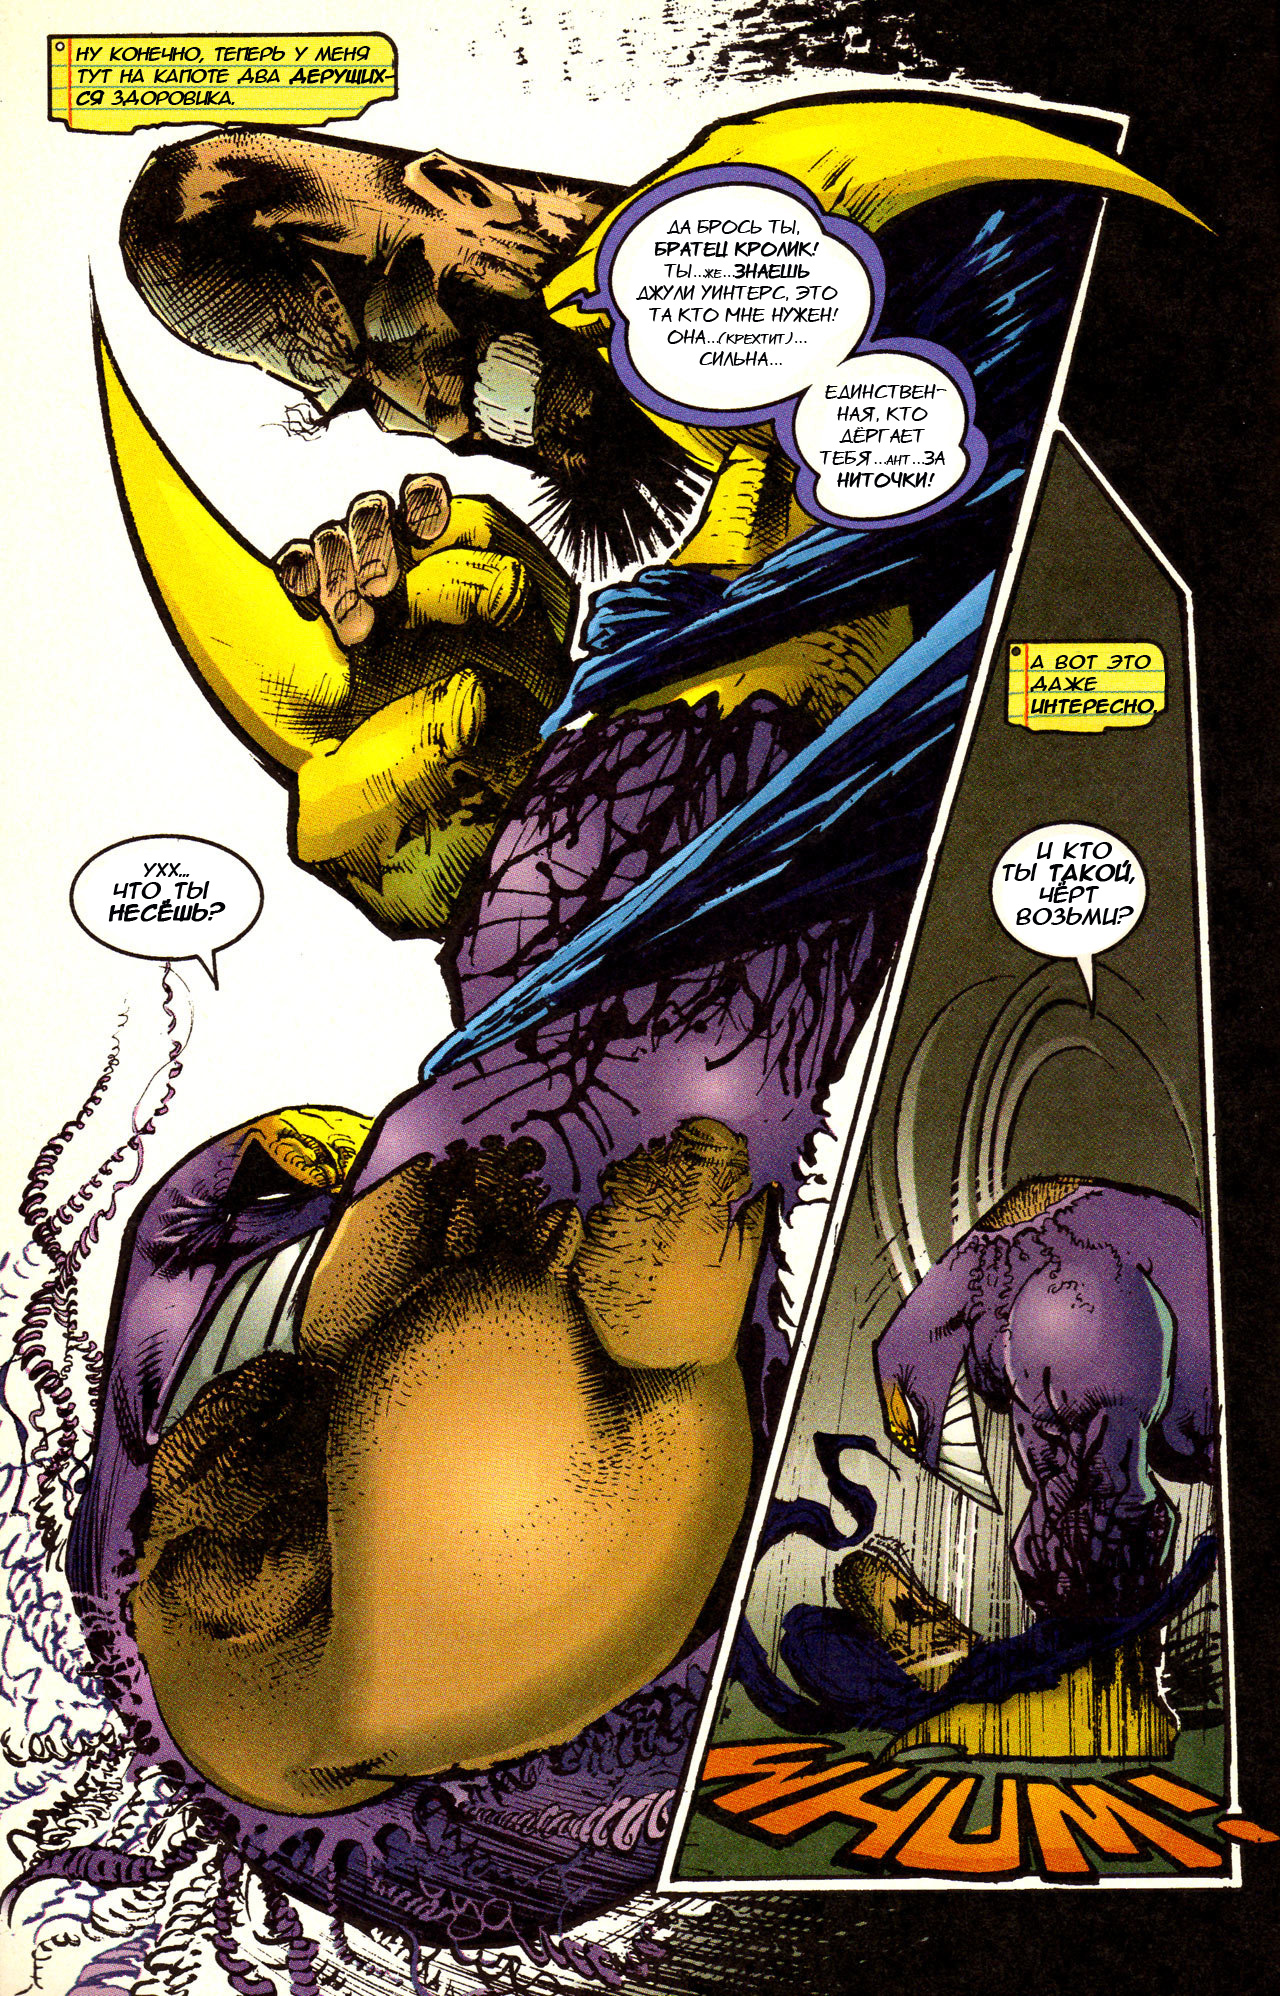 НУ КОНЕЧНО, ТЕПЕРЬ У МЕНЯ
ТУТ НА КАПОТЕ ДВА ДЕРУЩИХ-
СЯ ЗДОРОВИКА.
ДА БРОСЬ ТЫ,
БРАТЕЦ КРОЛИК!
ТЫ...ЖЕ...ЗНАЕШЬ
ДЖУЛИ УИНТЕРС, ЭТО
ТА КТО МНЕ НУЖЕН!
ОНА...(КРЕХТИТ)...
СИЛЬНА...
ЕДИНСТВЕН-
НАЯ, КТО
ДЁРГАЕТ
ТЕБЯ...АНТ...ЗА
НИТОЧКИ!
УХХ...
ЧТО ТЫ
НЕСЁШЬ?
А ВОТ ЭТО
ДАЖЕ
ИНТЕРЕСНО.
И КТО
ТЫ ТАКОЙ,
ЧЁРТ
ВОЗЬМИ?
WHUM!